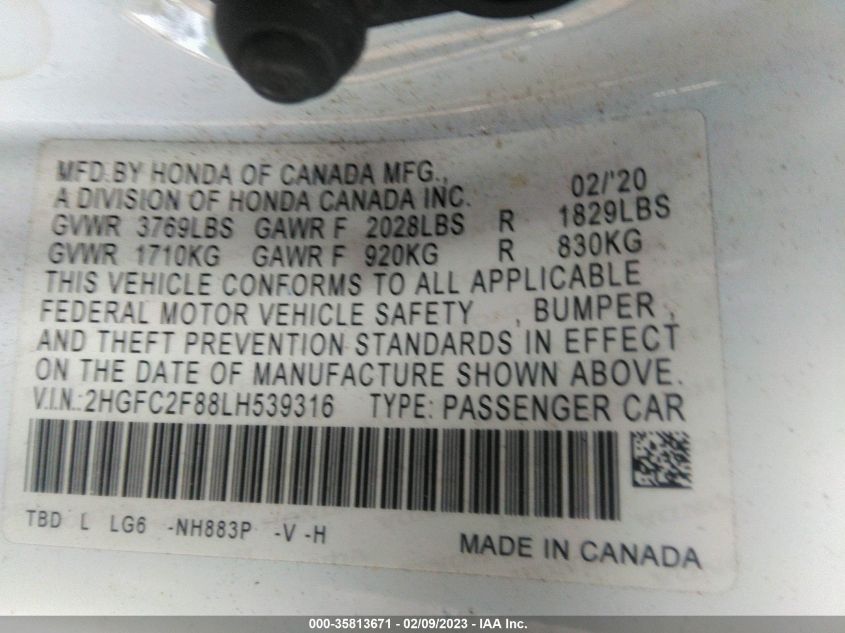 MFD.BY HONDA OF CANADA MFG., 02/'20
A DIVISION OF HONDA CANADA INC.
GVWR 3769LBS GAWR F 2028LBS R 1829LBS
GVWR 1710KG GAWR F 920KG R 830KG
THIS VEHICLE CONFORMS TO ALL APPLICABLE
FEDERAL MOTOR VEHICLE SAFETY , BUMPER ,
AND THEFT PREVENTION STANDARDS IN EFFECT
ON THE DATE OF MANUFACTURE SHOWN ABOVE.
V.I.N.: 2HGFC2F88LH539316 TYPE: PASSENGER CAR
TBD L LG6 -NH883P -V -H
MADE IN CANADA
000-35813671 - 02/09/2023 - IAA Inc.